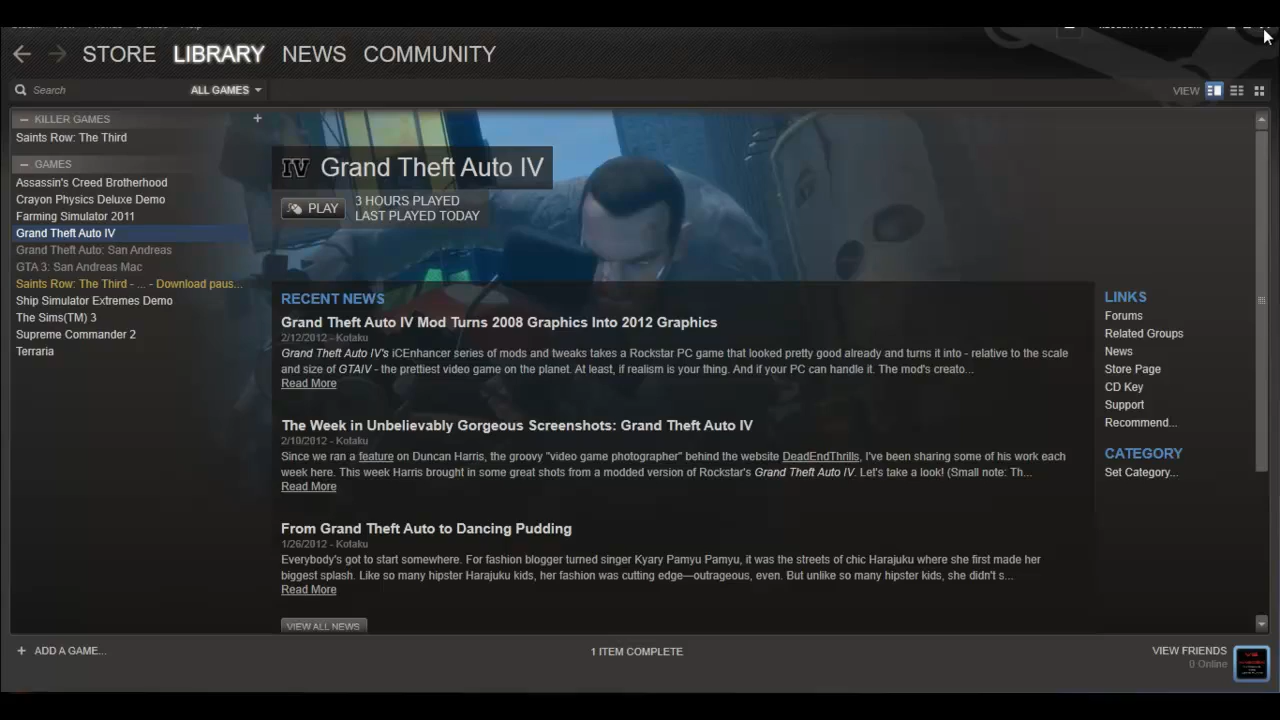 STORE LIBRARY NEWS COMMUNITY
Search ALL GAMES VIEW
KILLER GAMES
Saints Row: The Third
GAMES
Assassin's Creed Brotherhood
Crayon Physics Deluxe Demo
Farming Simulator 2011
Grand Theft Auto IV
Grand Theft Auto: San Andreas
GTA 3: San Andreas Mac
Saints Row: The Third - ... - Download paus...
Ship Simulator Extremes Demo
The Sims(TM) 3
Supreme Commander 2
Terraria
IV Grand Theft Auto IV
PLAY
3 HOURS PLAYED
LAST PLAYED TODAY
RECENT NEWS
Grand Theft Auto IV Mod Turns 2008 Graphics Into 2012 Graphics
2/12/2012 - Kotaku
Grand Theft Auto IV's iCEnhancer series of mods and tweaks takes a Rockstar PC game that looked pretty good already and turns it into - relative to the scale
and size of GTAIV - the prettiest video game on the planet. At least, if realism is your thing. And if your PC can handle it. The mod's creato...
Read More
The Week in Unbelievably Gorgeous Screenshots: Grand Theft Auto IV
2/10/2012 - Kotaku
Since we ran a feature on Duncan Harris, the groovy "video game photographer" behind the website DeadEndThrills, I've been sharing some of his work each
week here. This week Harris brought in some great shots from a modded version of Rockstar's Grand Theft Auto IV. Let's take a look! (Small note: Th...
Read More
From Grand Theft Auto to Dancing Pudding
1/26/2012 - Kotaku
Everybody's got to start somewhere. For fashion blogger turned singer Kyary Pamyu Pamyu, it was the streets of chic Harajuku where she first made her
biggest splash. Like so many hipster Harajuku kids, her fashion was cutting edge—outrageous, even. But unlike so many hipster kids, she didn't s...
Read More
VIEW ALL NEWS
LINKS
Forums
Related Groups
News
Store Page
CD Key
Support
Recommend...
CATEGORY
Set Category...
+ ADD A GAME...
1 ITEM COMPLETE
VIEW FRIENDS
0 Online